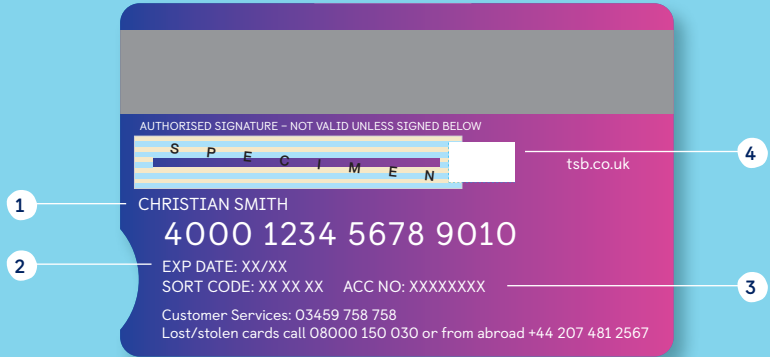 AUTHORISED SIGNATURE – NOT VALID UNLESS SIGNED BELOW
SPECIMEN
4
tsb.co.uk
1
CHRISTIAN SMITH
4000 1234 5678 9010
2
EXP DATE: XX/XX
SORT CODE: XX XX XX ACC NO: XXXXXXXX
3
Customer Services: 03459 758 758
Lost/stolen cards call 08000 150 030 or from abroad +44 207 481 2567